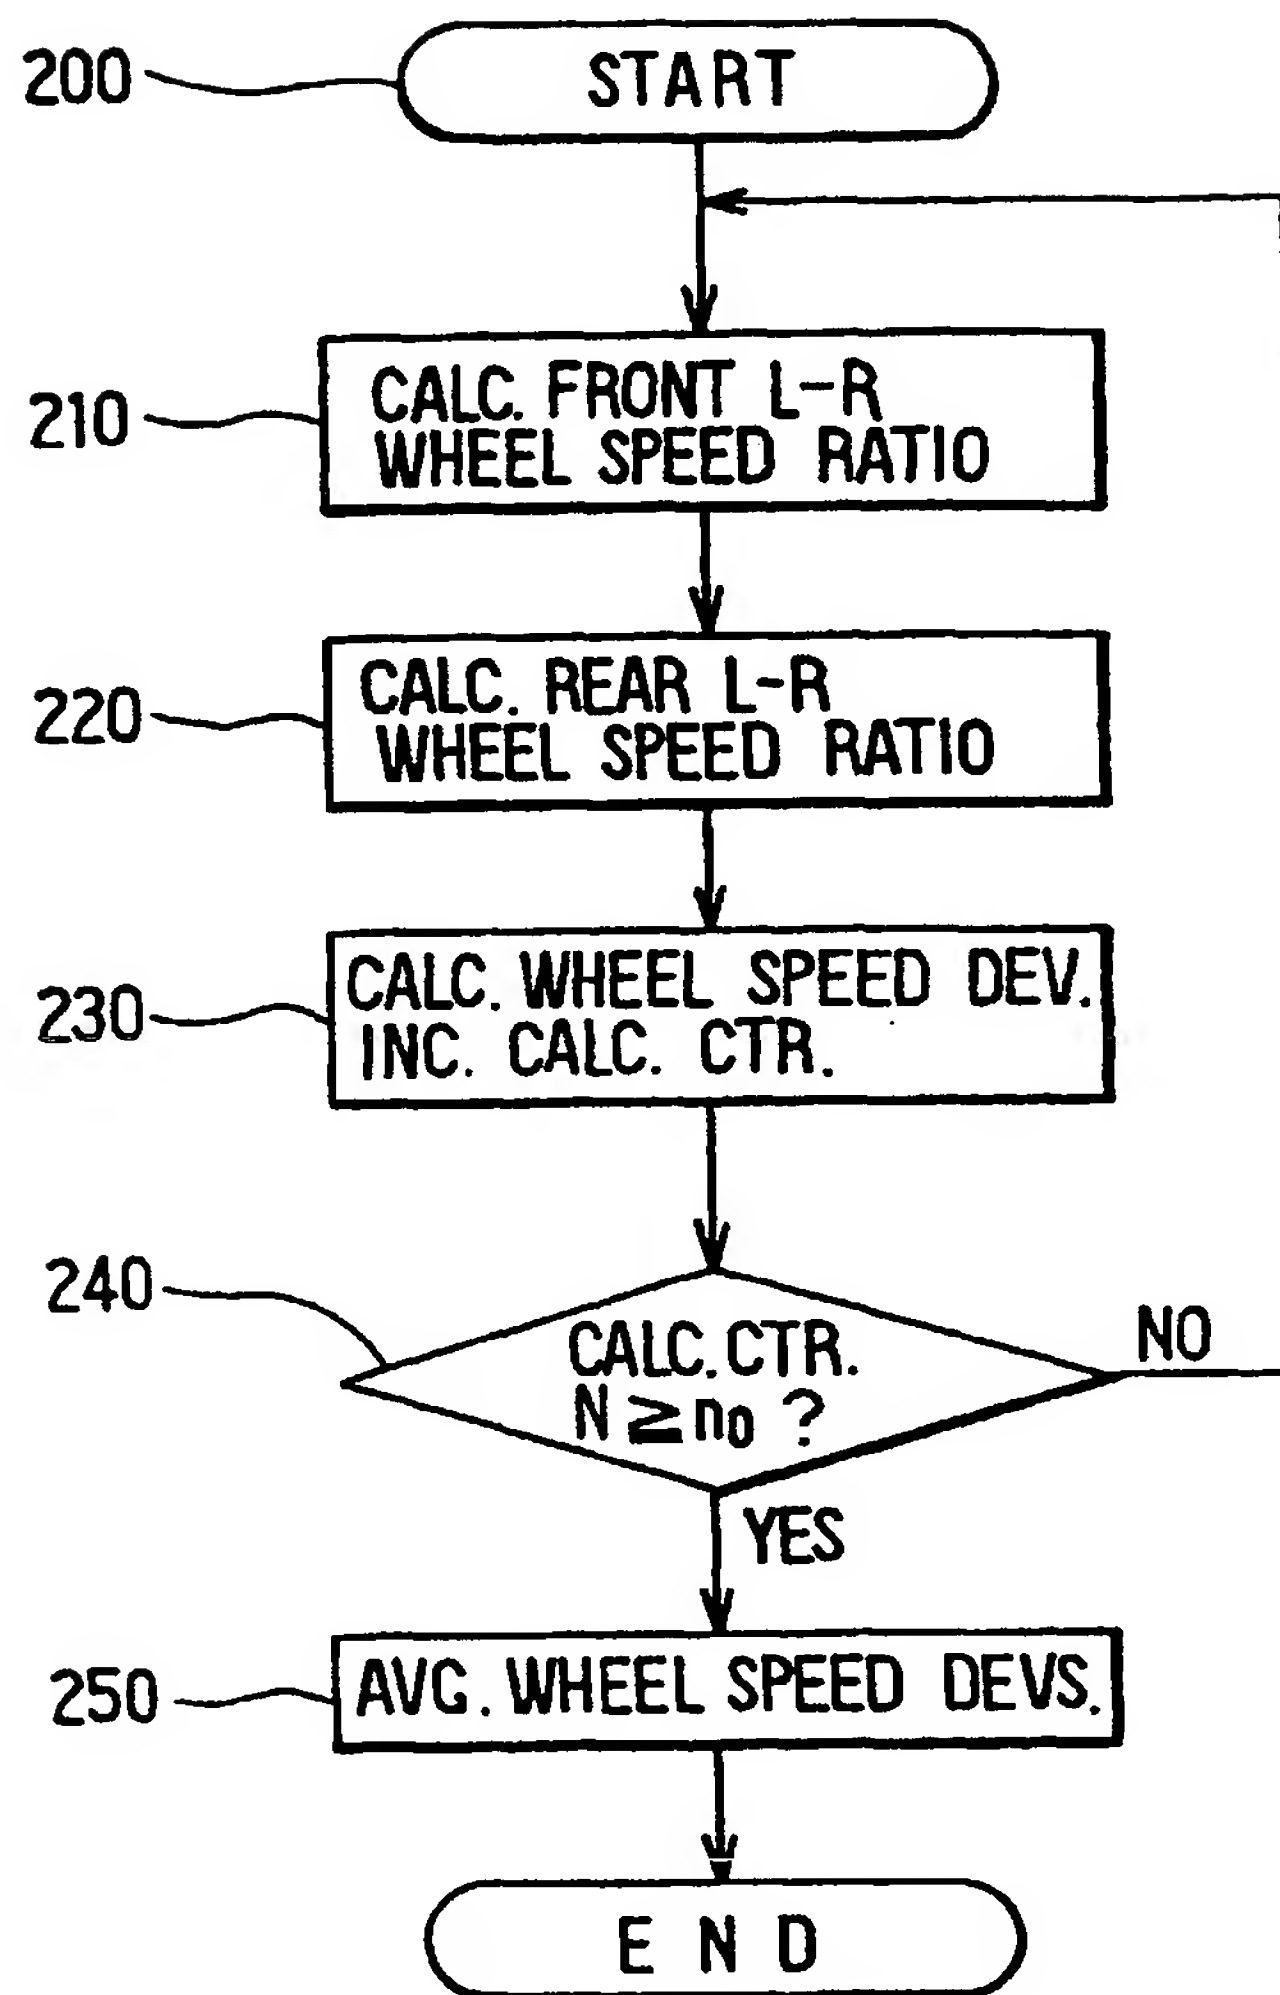 200
START
210
CALC. FRONT L-R
WHEEL SPEED RATIO
220
CALC. REAR L-R
WHEEL SPEED RATIO
230
CALC. WHEEL SPEED DEV.
INC. CALC. CTR.
240
CALC. CTR.
N ≧ n₀ ?
NO
YES
250
AVG. WHEEL SPEED DEVS.
END